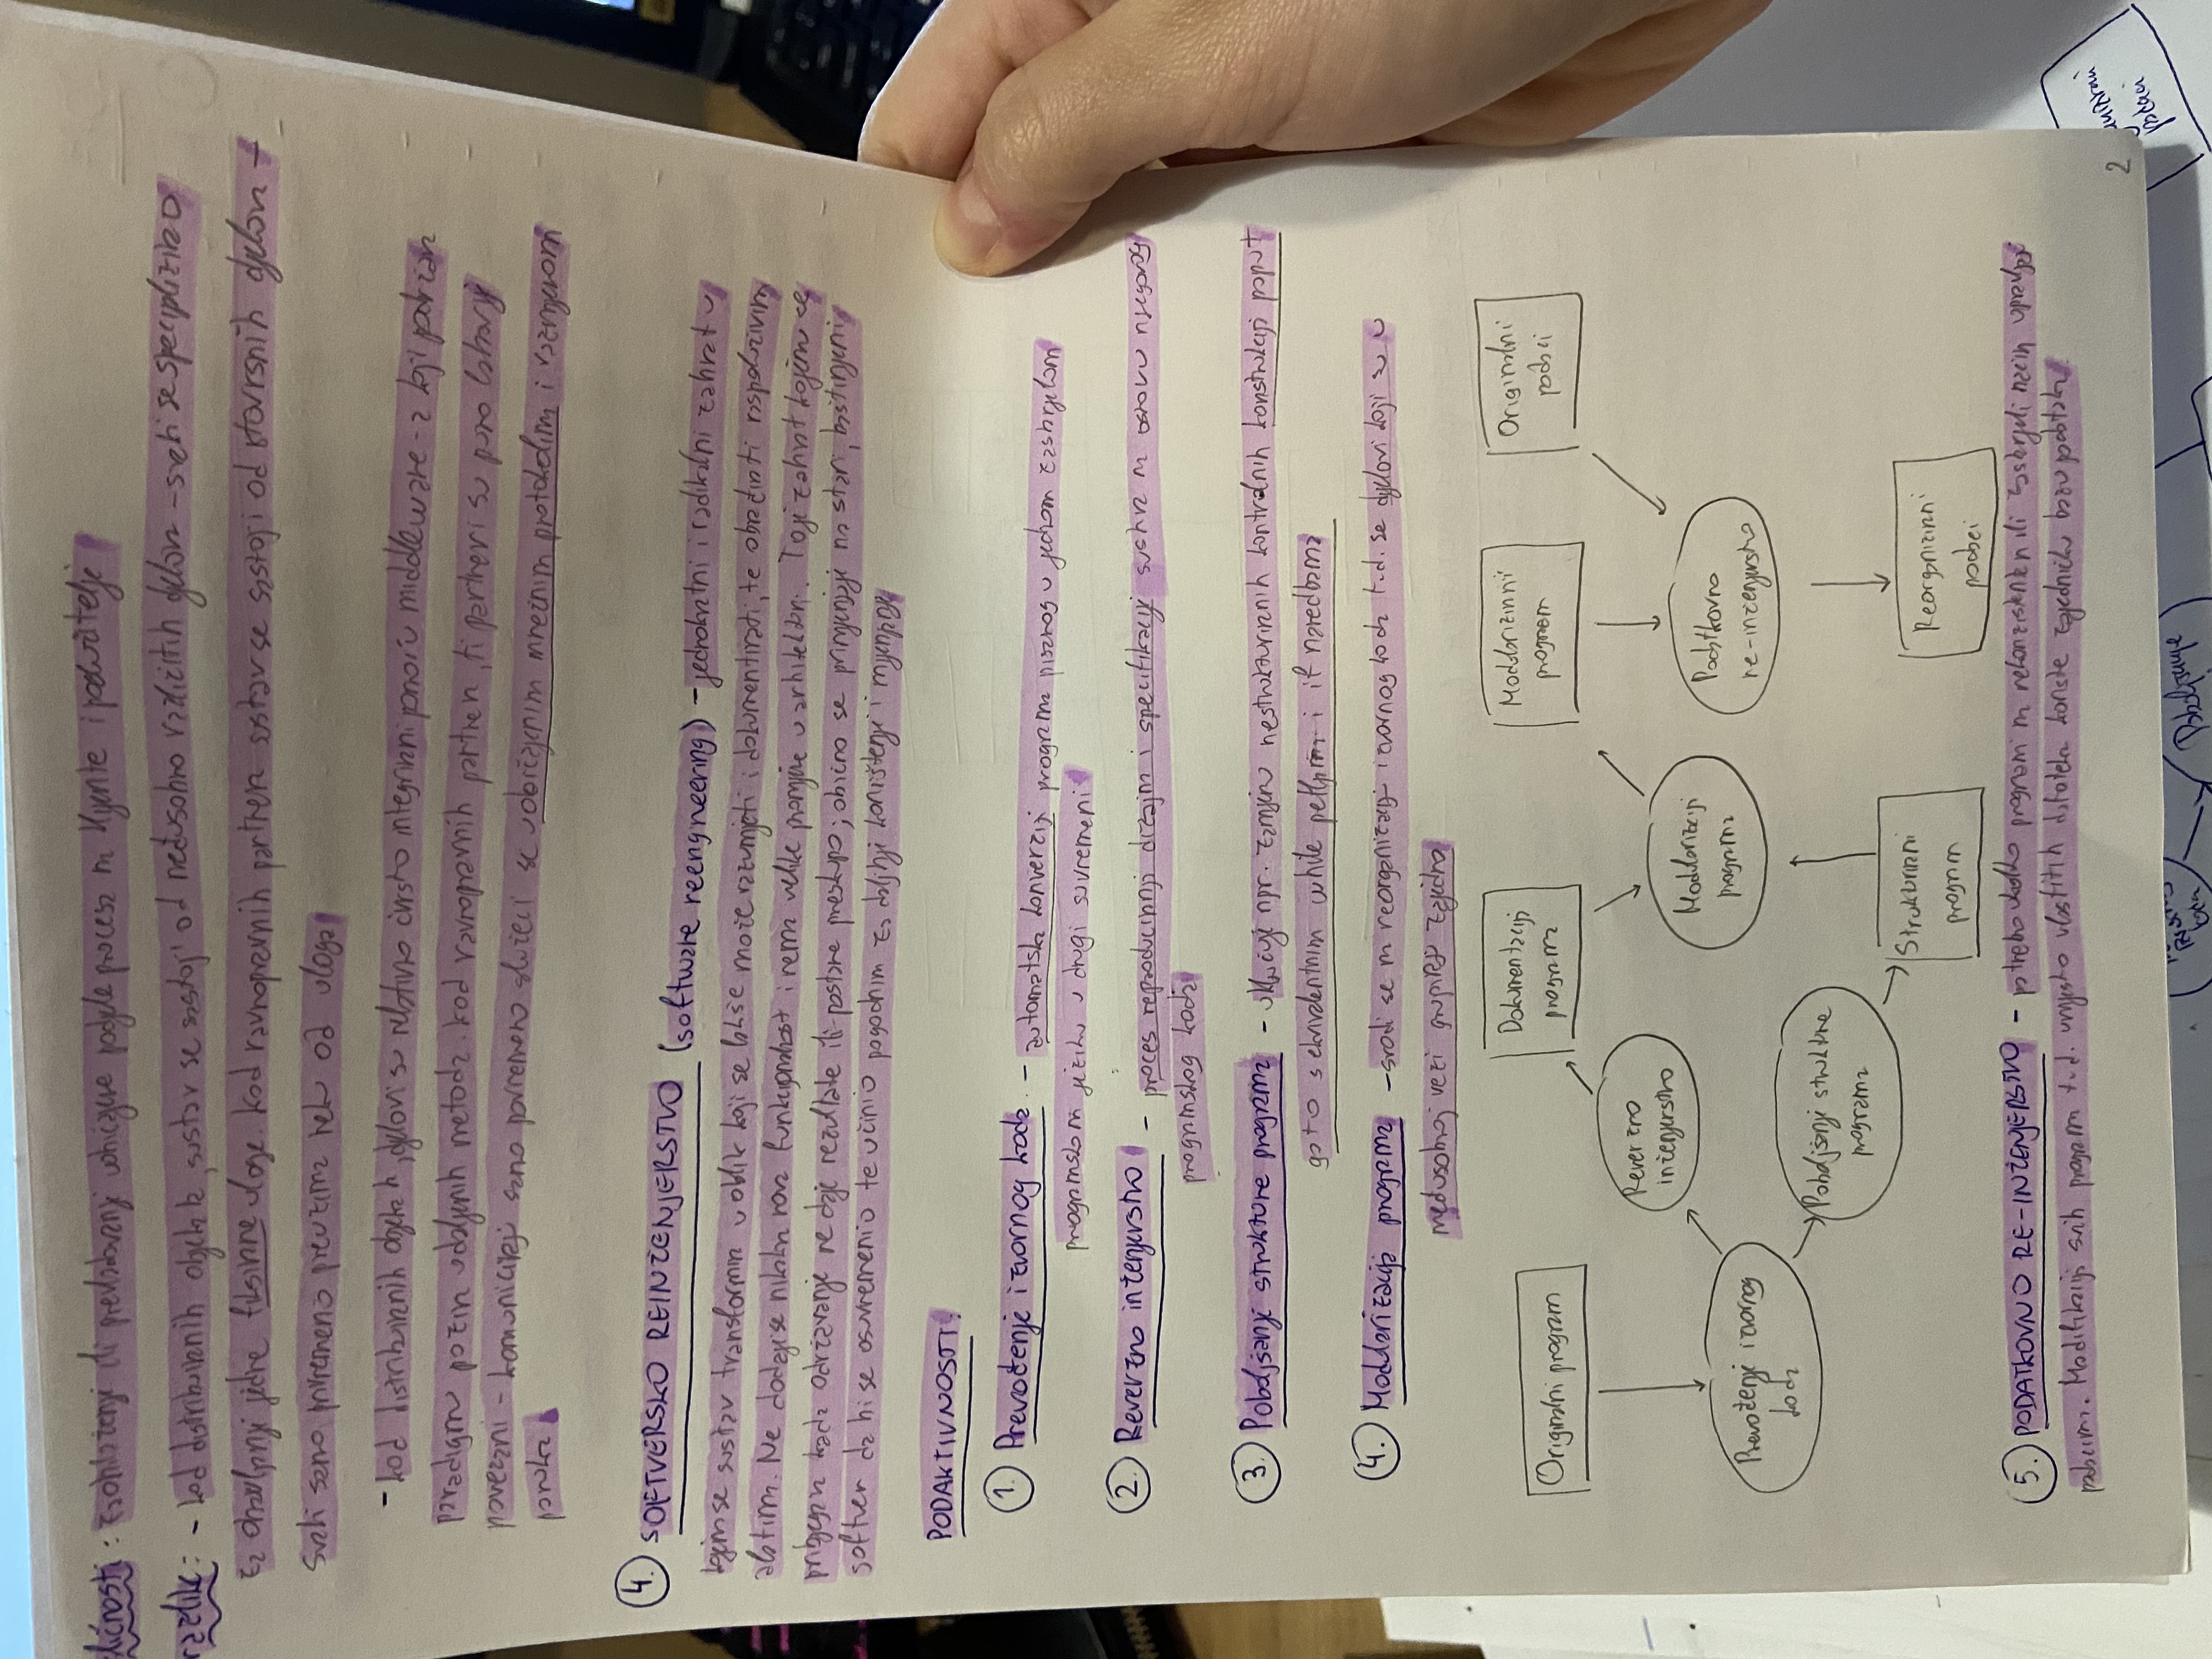 ličnosti: zaobilaženje ili prevladavanje uobičajene podjele procesa na klijente i poslužitelje
razlike: - kod distribuiranih objekata, sustav se sastoji od međusobno različitih djelova - svaki se specijalizirao
za obavljanje jedne fiksirane uloge. Kod ravnopravnih partnera sustav se sastoji od istovrsnih djelova -
svaki samo privremeno preuzima neku od uloga
- kod distribuiranih objekata, djelovi su relativno čvrsto integrirani pomoću middleware-a koji podržava
paradigmu poziva udaljenih metoda. Kod ravnopravnih partnera, ti partneri su puno labavije
povezani - komuniciraju samo povremeno služeći se uobičajenim mrežnim protokolima i razmjenom
poruka
4. SOFTVERSKO REINŽENJERSTVO (software reengneering) - jednokratni i radikalni zahvat u
kojem se sustav transformira u oblik koji se lakše može razumjeti i dokumentirati, te obrađivati raspoloživim
alatima. Ne dodaje se nikakva nova funkcionalnost i nema velike promjene u arhitekturi. To je zahvat kojem se
pribjegava kada održavanje ne daje rezultate ili postane preskupo; obično se primjenjuje na stari, baštinjeni
softver da bi se osuvremenio te učinio pogodnim za daljnje korištenje i mijenjanje
PODAKTIVNOSTI:
1. Prevođenje izvornog koda - automatska konverzija programa pisanog u jednom zastarjelom
programskom jeziku u drugi suvremeni
2. Reverzno inženjerstvo - proces reproduciranja dizajna i specifikacije sustava na osnovu njegovog
programskog koda
3. Poboljšanje strukture programa - uključuje npr. zamjenu nestrukturiranih kontrolnih konstrukcija poput
goto s ekvivalentnim while petljama i if naredbama
4. Modularizacija programa - svodi se na reorganizaciju izvornog koda t.d. se djelovi koji su u
međusobnoj vezi grupiraju zajedno
Originalni program
Dokumentacija
programa
Modularizirani
program
Originalni
podaci
Reverzno
inženjerstvo
Prevođenje izvornog
koda
Modularizacija
programa
Podatkovno
re-inženjerstvo
Poboljšanje strukture
programa
Strukturirani
program
Reorganizirani
podaci
5. PODATKOVNO RE-INŽENJERSTVO - potrebno ukoliko programi na nekonzistentan ili zastarjeli način upravljaju
podacima. Modifikacija svih programa t.d. umjesto vlastitih datoteka koriste zajedničku bazu podataka.
2
podaci
koda
Poboljšanje